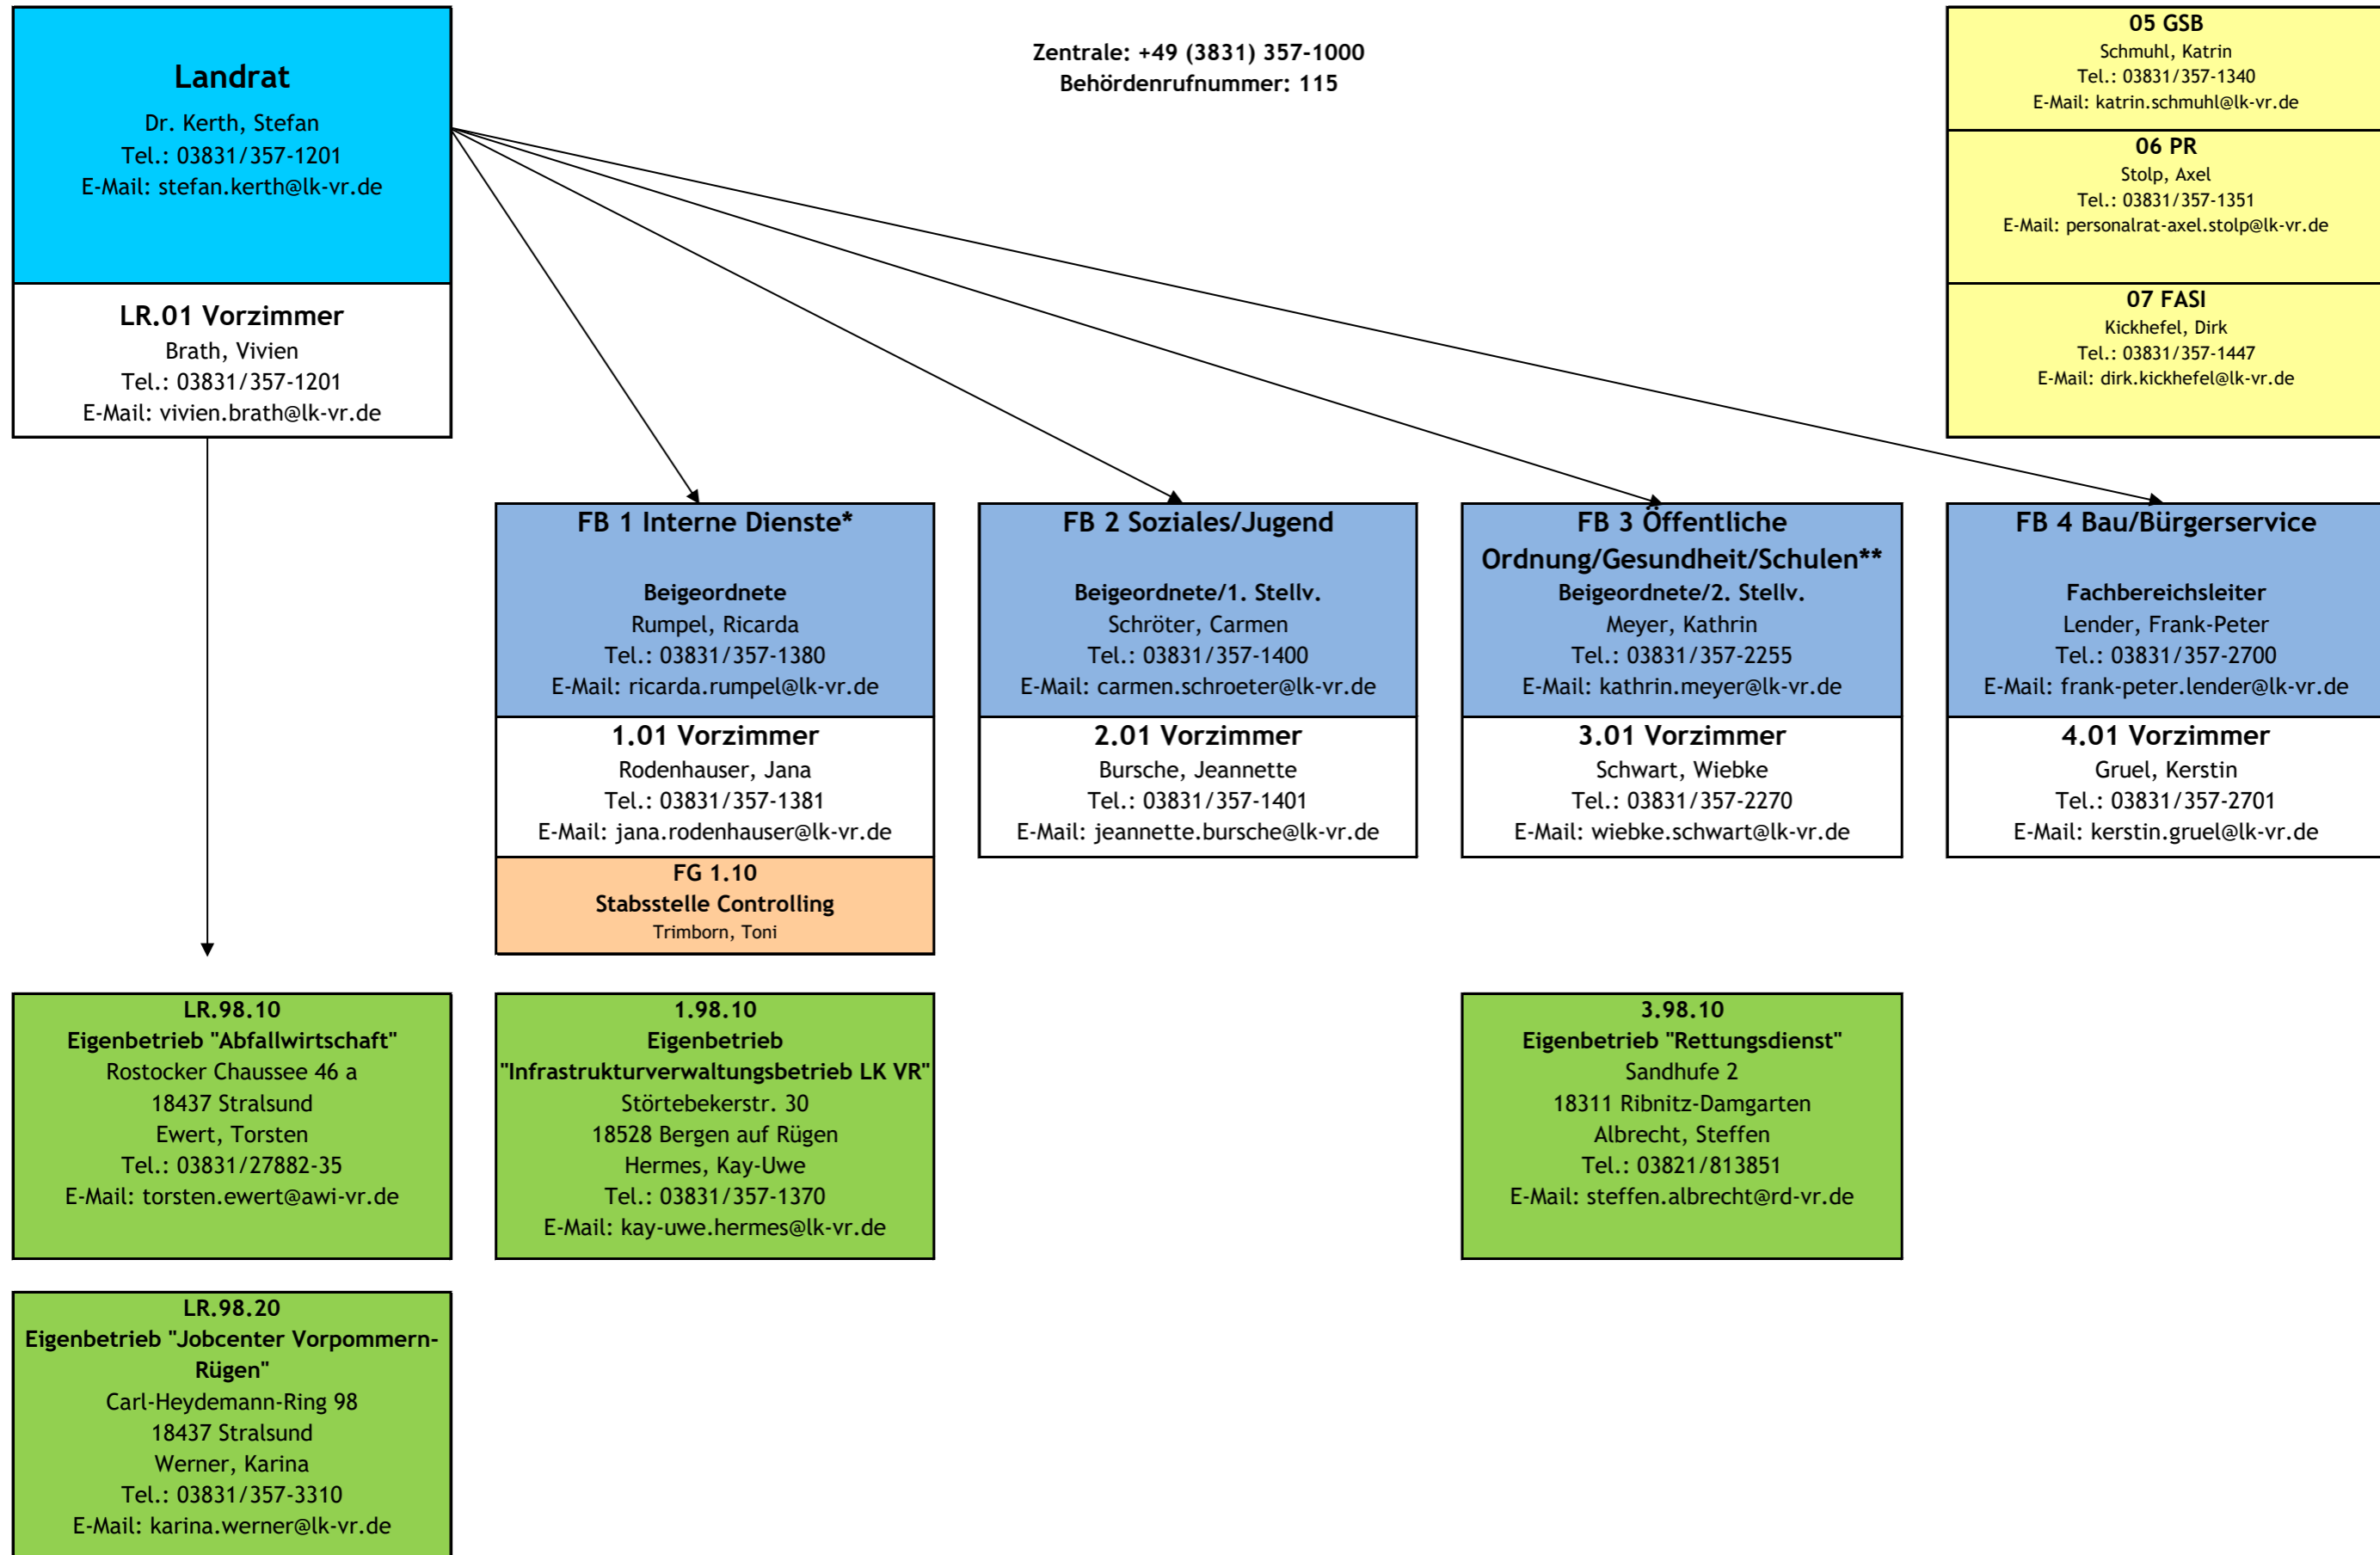 Landrat
Dr. Kerth, Stefan
Tel.: 03831/357-1201
E-Mail: stefan.kerth@lk-vr.de
LR.01 Vorzimmer
Brath, Vivien
Tel.: 03831/357-1201
E-Mail: vivien.brath@lk-vr.de
Zentrale: +49 (3831) 357-1000
Behördenrufnummer: 115
05 GSB
Schmuhl, Katrin
Tel.: 03831/357-1340
E-Mail: katrin.schmuhl@lk-vr.de
06 PR
Stolp, Axel
Tel.: 03831/357-1351
E-Mail: personalrat-axel.stolp@lk-vr.de
07 FASI
Kickhefel, Dirk
Tel.: 03831/357-1447
E-Mail: dirk.kickhefel@lk-vr.de
FB 1 Interne Dienste*
Beigeordnete
Rumpel, Ricarda
Tel.: 03831/357-1380
E-Mail: ricarda.rumpel@lk-vr.de
1.01 Vorzimmer
Rodenhauser, Jana
Tel.: 03831/357-1381
E-Mail: jana.rodenhauser@lk-vr.de
FG 1.10
Stabsstelle Controlling
Trimborn, Toni
FB 2 Soziales/Jugend
Beigeordnete/1. Stellv.
Schröter, Carmen
Tel.: 03831/357-1400
E-Mail: carmen.schroeter@lk-vr.de
2.01 Vorzimmer
Bursche, Jeannette
Tel.: 03831/357-1401
E-Mail: jeannette.bursche@lk-vr.de
FB 3 Öffentliche
Ordnung/Gesundheit/Schulen**
Beigeordnete/2. Stellv.
Meyer, Kathrin
Tel.: 03831/357-2255
E-Mail: kathrin.meyer@lk-vr.de
3.01 Vorzimmer
Schwart, Wiebke
Tel.: 03831/357-2270
E-Mail: wiebke.schwart@lk-vr.de
FB 4 Bau/Bürgerservice
Fachbereichsleiter
Lender, Frank-Peter
Tel.: 03831/357-2700
E-Mail: frank-peter.lender@lk-vr.de
4.01 Vorzimmer
Gruel, Kerstin
Tel.: 03831/357-2701
E-Mail: kerstin.gruel@lk-vr.de
LR.98.10
Eigenbetrieb "Abfallwirtschaft"
Rostocker Chaussee 46 a
18437 Stralsund
Ewert, Torsten
Tel.: 03831/27882-35
E-Mail: torsten.ewert@awi-vr.de
1.98.10
Eigenbetrieb
"Infrastrukturverwaltungsbetrieb LK VR"
Störtebekerstr. 30
18528 Bergen auf Rügen
Hermes, Kay-Uwe
Tel.: 03831/357-1370
E-Mail: kay-uwe.hermes@lk-vr.de
3.98.10
Eigenbetrieb "Rettungsdienst"
Sandhufe 2
18311 Ribnitz-Damgarten
Albrecht, Steffen
Tel.: 03821/813851
E-Mail: steffen.albrecht@rd-vr.de
LR.98.20
Eigenbetrieb "Jobcenter Vorpommern-
Rügen"
Carl-Heydemann-Ring 98
18437 Stralsund
Werner, Karina
Tel.: 03831/357-3310
E-Mail: karina.werner@lk-vr.de